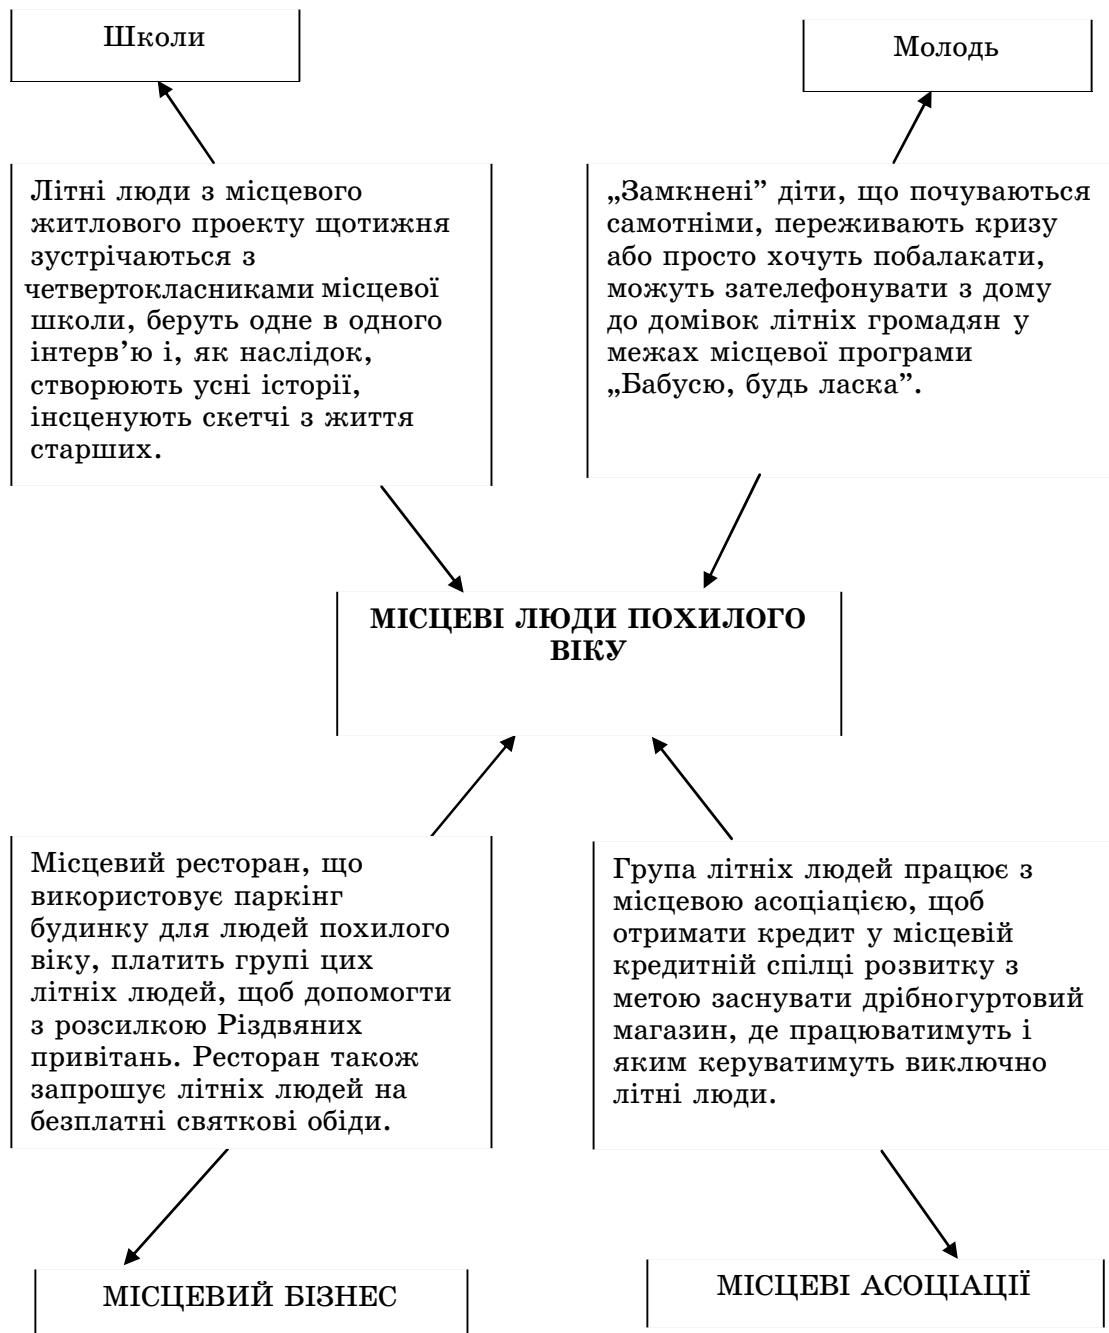 Школи
Молодь
Літні люди з місцевого
житлового проекту щотижня
зустрічаються з
четвертокласниками місцевої
школи, беруть одне в одного
інтерв’ю і, як наслідок,
створюють усні історії,
інсценують скетчі з життя
старших.
„Замкнені” діти, що почуваються
самотніми, переживають кризу
або просто хочуть побалакати,
можуть зателефонувати з дому
до домівок літніх громадян у
межах місцевої програми
„Бабусю, будь ласка”.
МІСЦЕВІ ЛЮДИ ПОХИЛОГО
ВІКУ
Місцевий ресторан, що
використовує паркінг
будинку для людей похилого
віку, платить групі цих
літніх людей, щоб допомогти
з розсилкою Різдвяних
привітань. Ресторан також
запрошує літніх людей на
безплатні святкові обіди.
Група літніх людей працює з
місцевою асоціацією, щоб
отримати кредит у місцевій
кредитній спілці розвитку з
метою заснувати дрібногуртовий
магазин, де працюватимуть і
яким керуватимуть виключно
літні люди.
МІСЦЕВИЙ БІЗНЕС
МІСЦЕВІ АСОЦІАЦІЇ